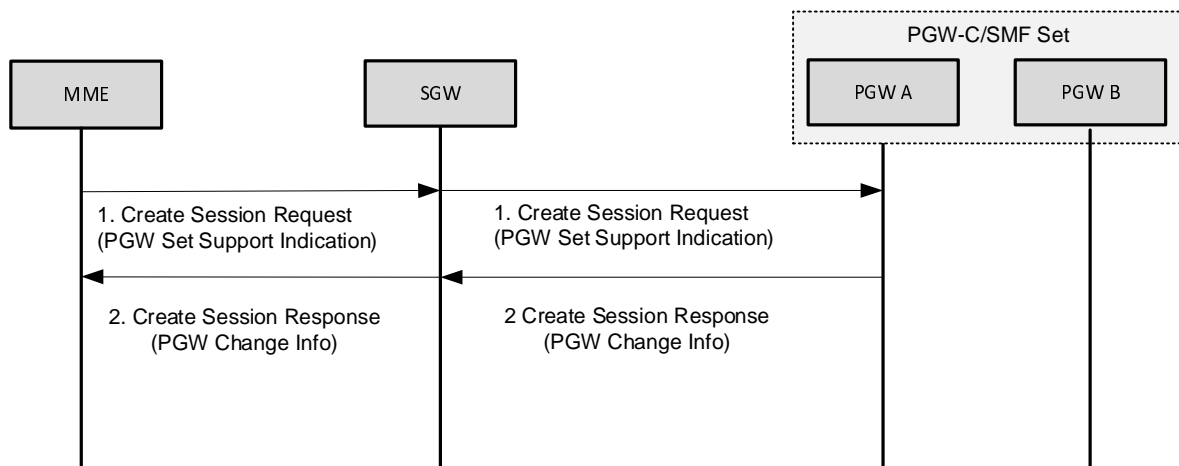 PGW-C/SMF Set
MME
SGW
PGW A
PGW B
1. Create Session Request
(PGW Set Support Indication)
1. Create Session Request
(PGW Set Support Indication)
2. Create Session Response
(PGW Change Info)
2 Create Session Response
(PGW Change Info)